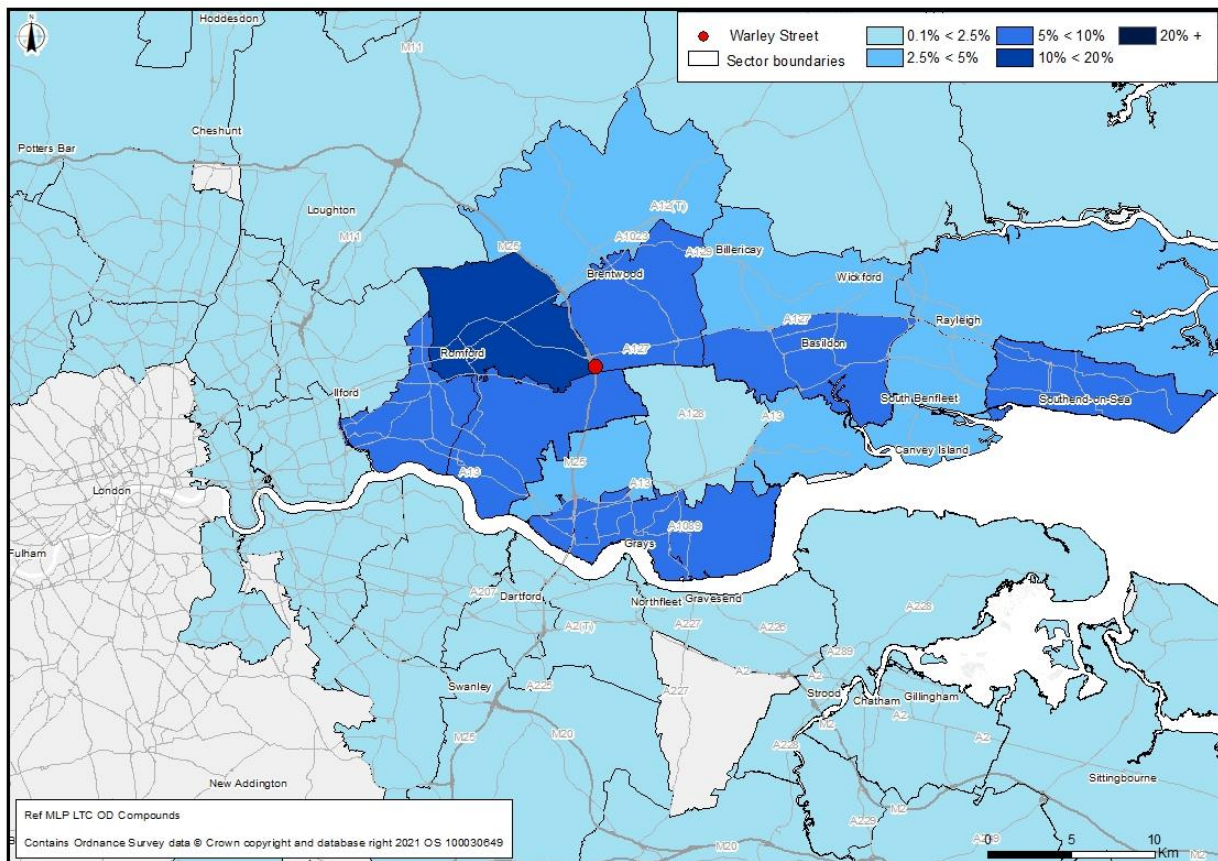 Hoddesdon
N
Warley Street
Sector boundaries
0.1% < 2.5%
5% < 10%
20% +
2.5% < 5%
10% < 20%
M11
Cheshunt
Potters Bar
Loughton
M11
A12(T)
M25
A1023
A129
Billericay
Brentwood
Wickford
A127
Rayleigh
Romford
A127
Basildon
Ilford
South Benfleet
Southend-on-Sea
A128
A13
Canvey Island
A13
M25
A13
London
A1089
Grays
Fulham
A207
Dartford
Northfleet
Gravesend
A2(T)
A227
A226
A228
A289
A2
A2
Swanley
A225
A227
Strood
Chatham
Gillingham
A2
A2
M25
M20
M2
A228
New Addington
Sittingbourne
M2
A229
A249
M20
M2
Ref MLP LTC OD Compounds
Contains Ordnance Survey data © Crown copyright and database right 2021 OS 100030649
0 5 10
Km